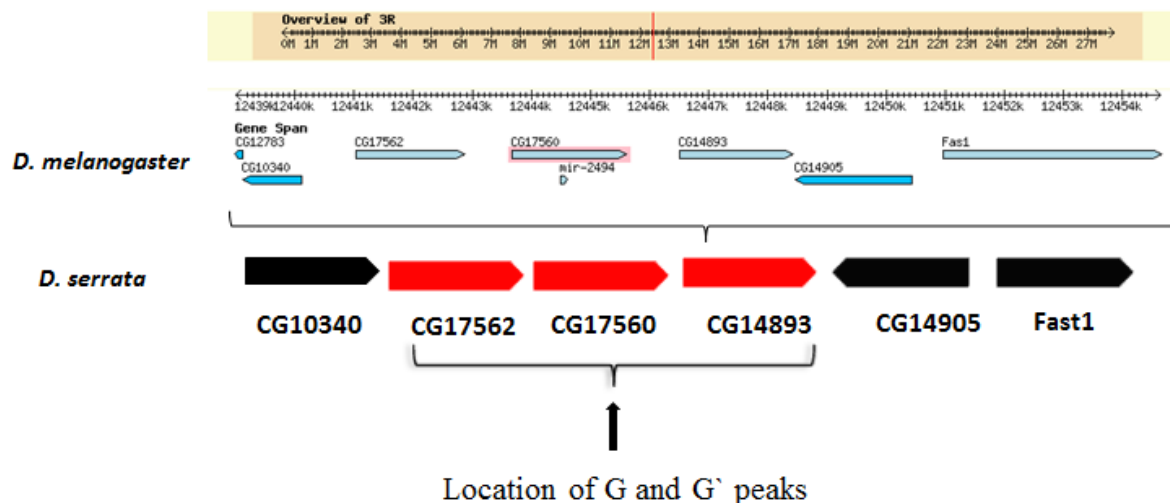 Overview of 3R
0M 1M 2M 3M 4M 5M 6M 7M 8M 9M 10M 11M 12M 13M 14M 15M 16M 17M 18M 19M 20M 21M 22M 23M 24M 25M 26M 27M
12439k 12440k 12441k 12442k 12443k 12444k 12445k 12446k 12447k 12448k 12449k 12450k 12451k 12452k 12453k 12454k
Gene Span
CG12783 CG17562 CG17560 CG14893 Fast1
D. melanogaster
CG10340 mir-2494 CG14905
D. serrata
CG10340 CG17562 CG17560 CG14893 CG14905 Fast1
Location of G and G` peaks